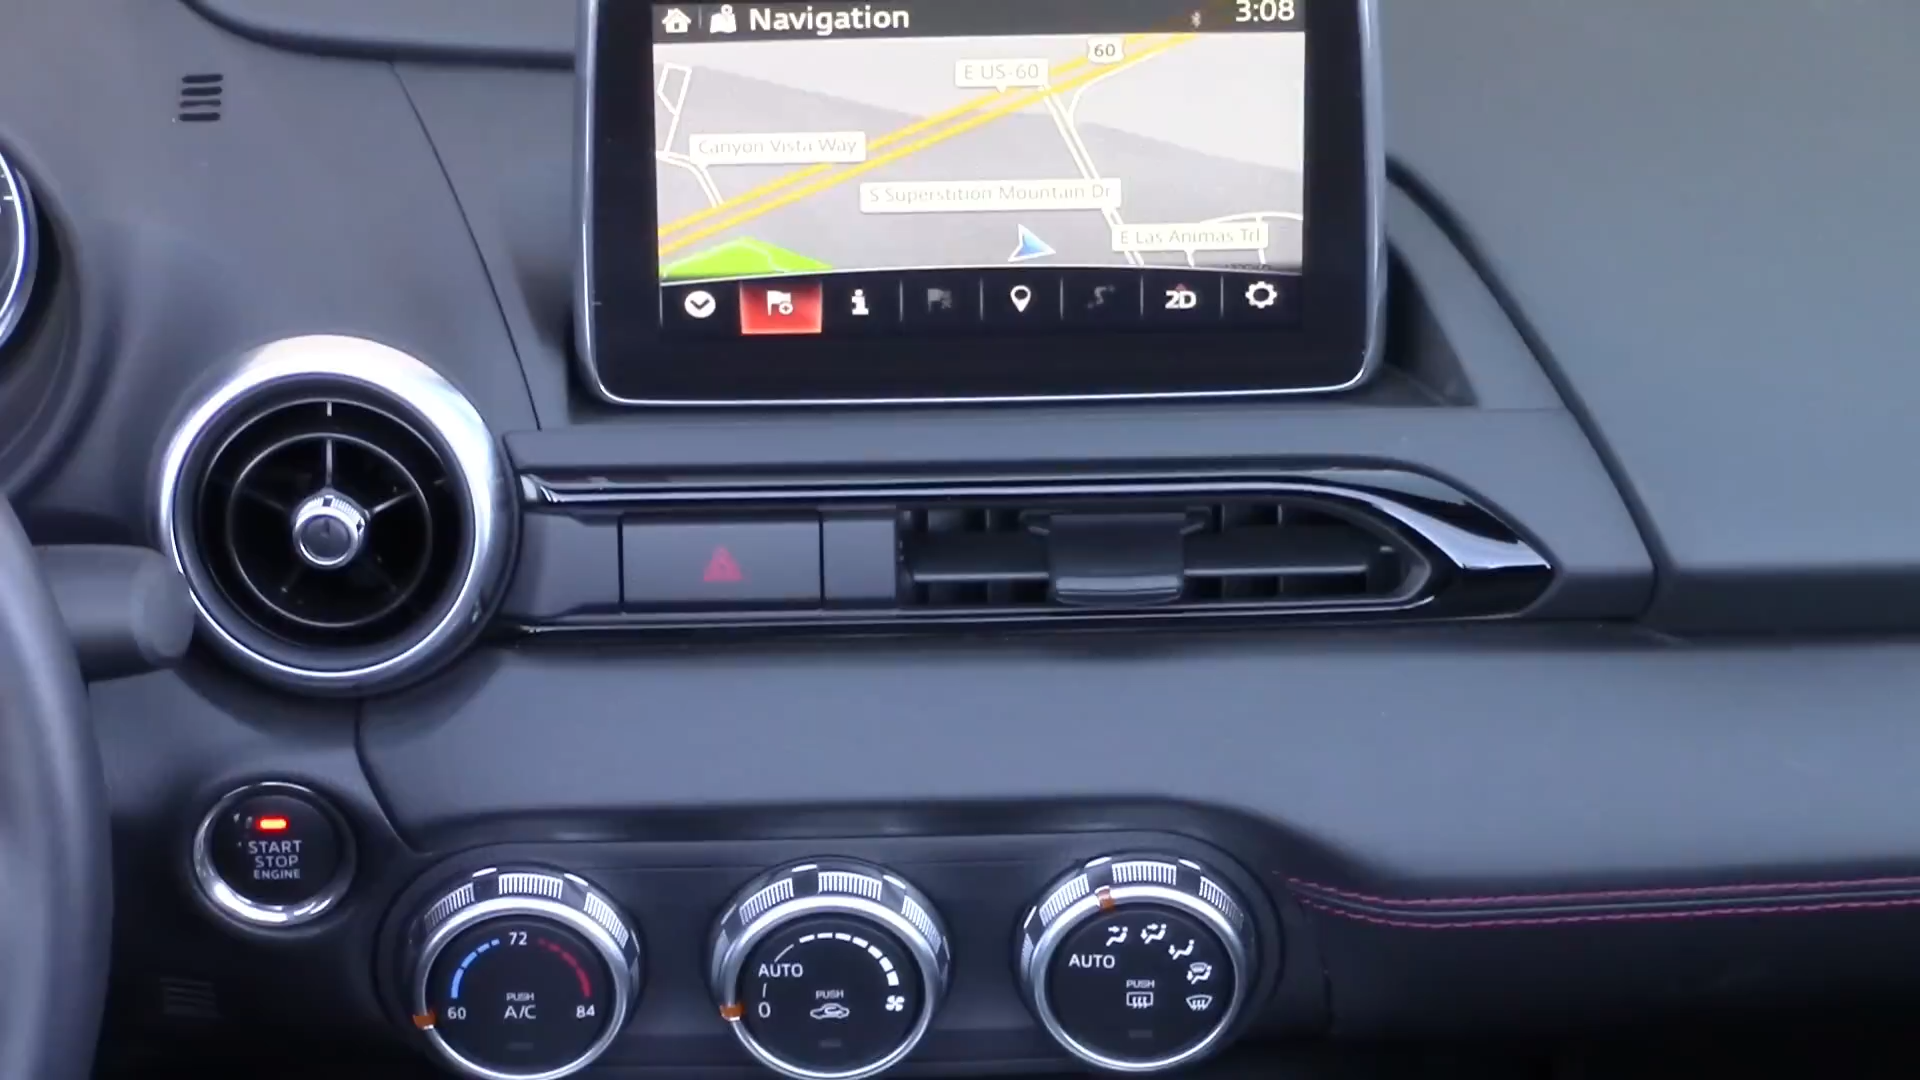 Navigation
3:08
60
E US-60
Canyon Vista Way
S Superstition Mountain Dr
E Las Animas Trl
2D
START
STOP
ENGINE
72
60
84
PUSH
A/C
AUTO
0
PUSH
AUTO
PUSH